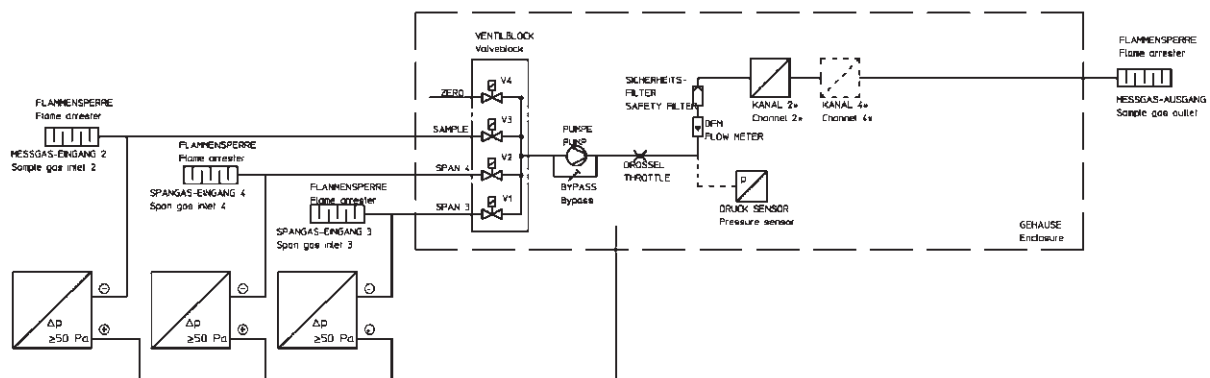 VENTILBLOCK
Valveblock
V4
ZERO
V3
SAMPLE
V2
SPAN 4
V1
SPAN 3
FLAMMENSPERRE
Flame arrester
MESSGAS-EINGANG 2
Sample gas inlet 2
FLAMMENSPERRE
Flame arrester
SPANGAS-EINGANG 4
Span gas inlet 4
FLAMMENSPERRE
Flame arrester
SPANGAS-EINGANG 3
Span gas inlet 3
PUMPE
PUMP
BYPASS
Bypass
DROSSEL
THROTTLE
SICHERHEITS-
FILTER
SAFETY FILTER
DFM
FLOW METER
KANAL 2*
Channel 2*
KANAL 4*
Channel 4*
P
DRUCK SENSOR
Pressure sensor
GEHAUSE
Enclosure
FLAMMENSPERRE
Flame arrester
MESSGAS-AUSGANG
Sample gas outlet
Δp
≥50 Pa
Δp
≥50 Pa
Δp
≥50 Pa